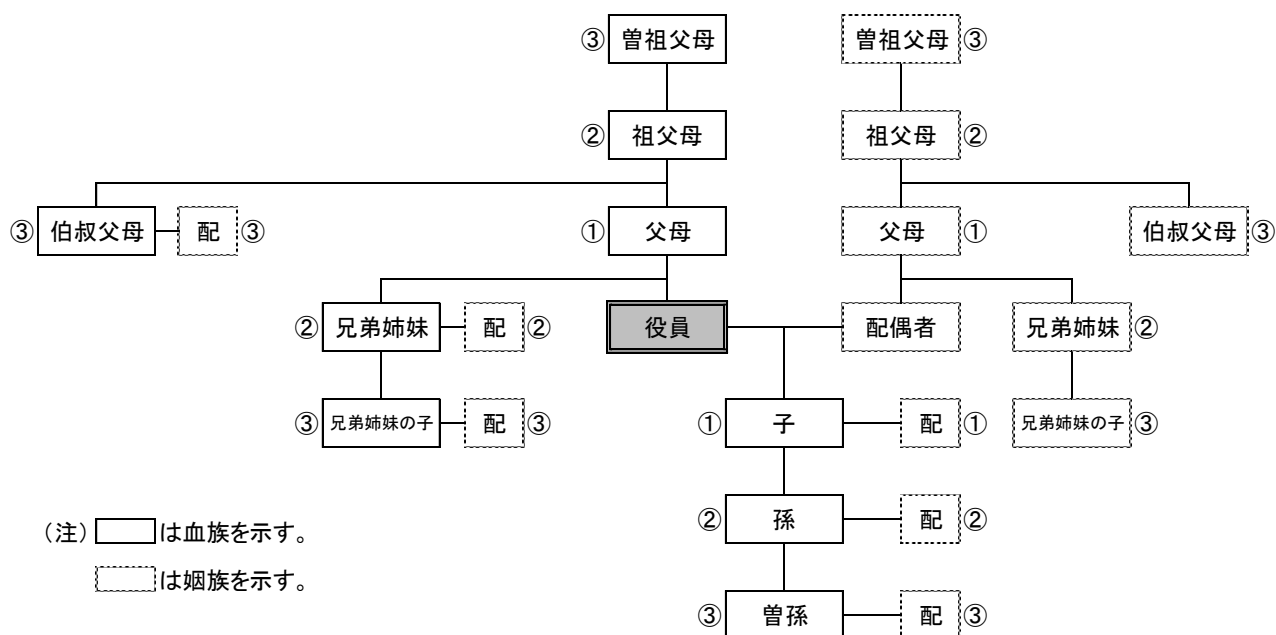 ③ 曽祖父母 曽祖父母 ③
② 祖父母 祖父母 ②
③ 伯叔父母 配 ③ ① 父母 父母 ① 伯叔父母 ③
② 兄弟姉妹 配 ② 役員 配偶者 兄弟姉妹 ②
③ 兄弟姉妹の子 配 ③ ① 子 配 ① 兄弟姉妹の子 ③
② 孫 配 ②
（注） は血族を示す。
は姻族を示す。
③ 曽孫 配 ③